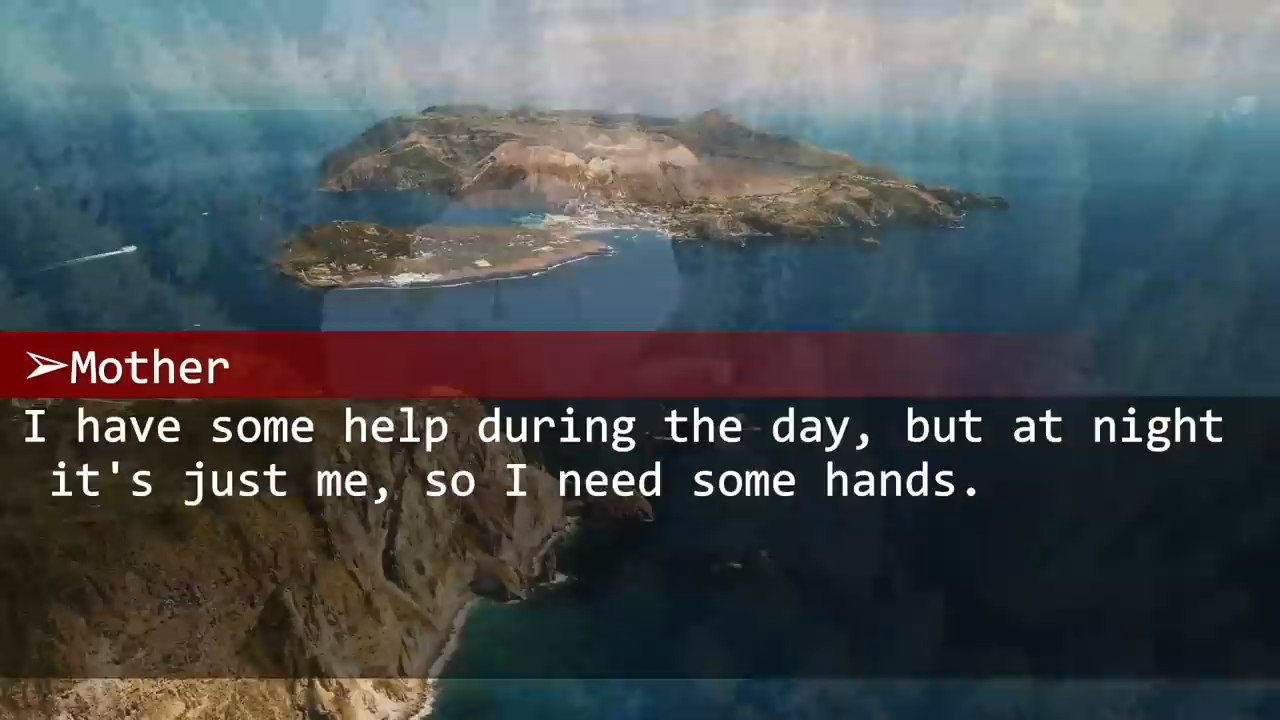 ➢Mother
I have some help during the day, but at night
it's just me, so I need some hands.